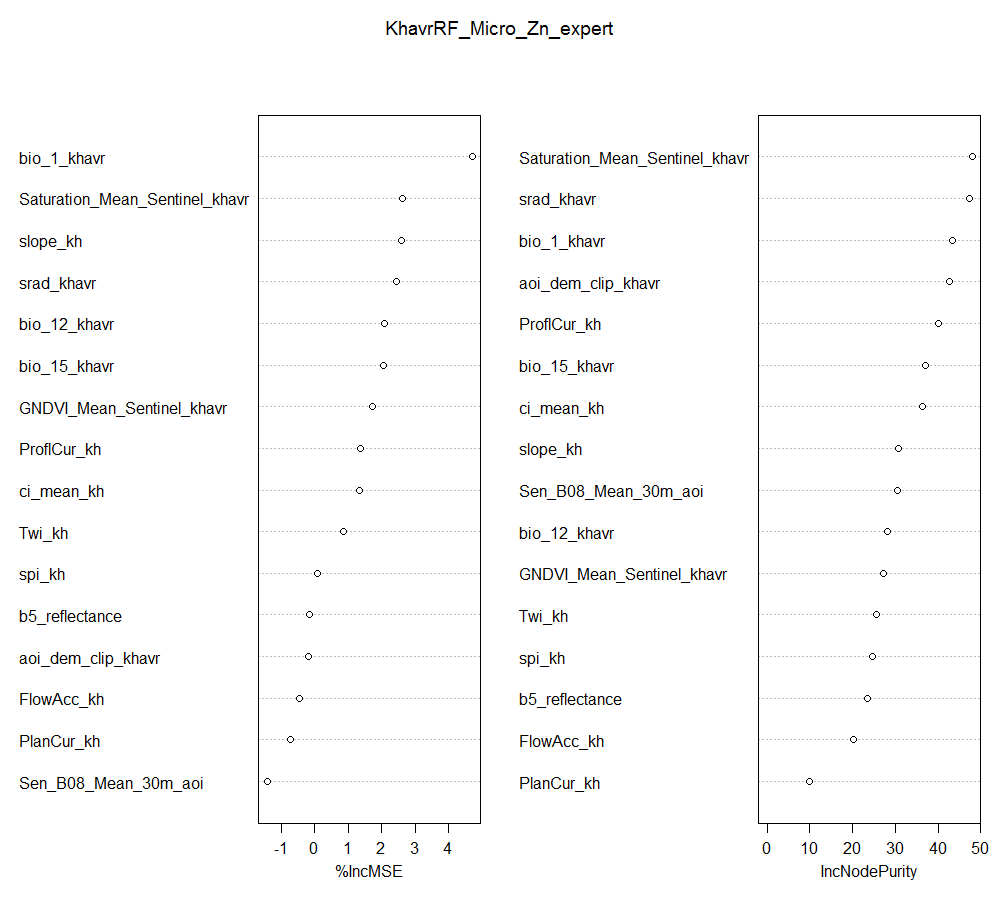 KhavrRF_Micro_Zn_expert
bio_1_khavr
Saturation_Mean_Sentinel_khavr
slope_kh
srad_khavr
bio_12_khavr
bio_15_khavr
GNDVI_Mean_Sentinel_khavr
ProflCur_kh
ci_mean_kh
Twi_kh
spi_kh
b5_reflectance
aoi_dem_clip_khavr
FlowAcc_kh
PlanCur_kh
Sen_B08_Mean_30m_aoi
-1 0 1 2 3 4
%IncMSE
Saturation_Mean_Sentinel_khavr
srad_khavr
bio_1_khavr
aoi_dem_clip_khavr
ProflCur_kh
bio_15_khavr
ci_mean_kh
slope_kh
Sen_B08_Mean_30m_aoi
bio_12_khavr
GNDVI_Mean_Sentinel_khavr
Twi_kh
spi_kh
b5_reflectance
FlowAcc_kh
PlanCur_kh
0 10 20 30 40 50
IncNodePurity